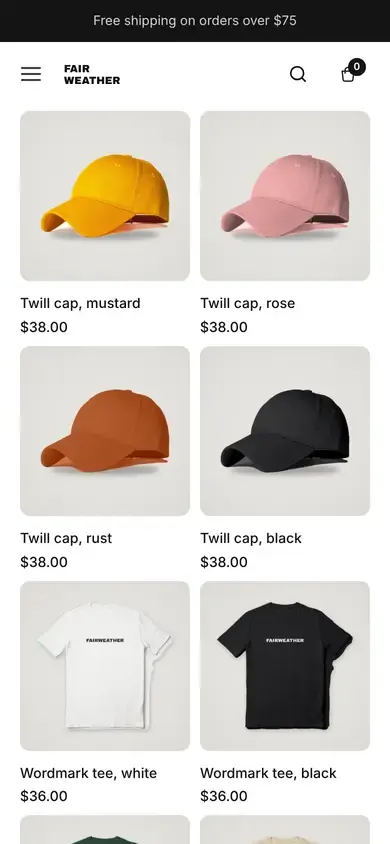 Free shipping on orders over $75
FAIR
WEATHER
0
Twill cap, mustard
$38.00
Twill cap, rose
$38.00
Twill cap, rust
$38.00
Twill cap, black
$38.00
FAIRWEATHER
Wordmark tee, white
$36.00
FAIRWEATHER
Wordmark tee, black
$36.00